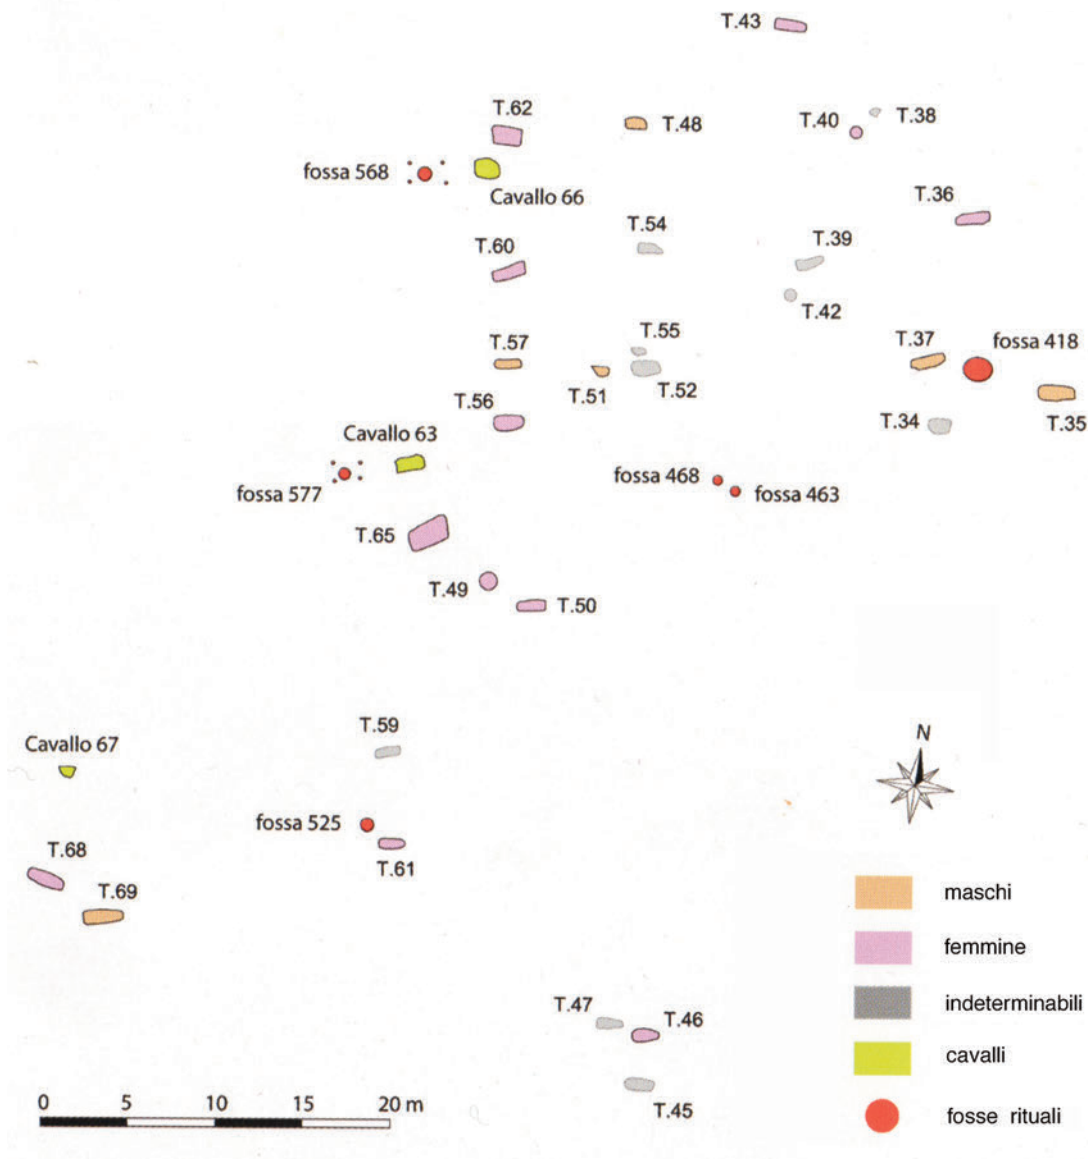 T.43
T.62
T.48
T.40
T.38
fossa 568
Cavallo 66
T.36
T.54
T.39
T.60
T.42
T.57
T.55
T.37
fossa 418
T.51
T.52
T.56
T.34
T.35
Cavallo 63
fossa 577
fossa 468
fossa 463
T.65
T.49
T.50
T.59
Cavallo 67
N
fossa 525
T.61
T.68
T.69
maschi
femmine
indeterminabili
cavalli
fosse rituali
T.47
T.46
T.45
0 5 10 15 20 m